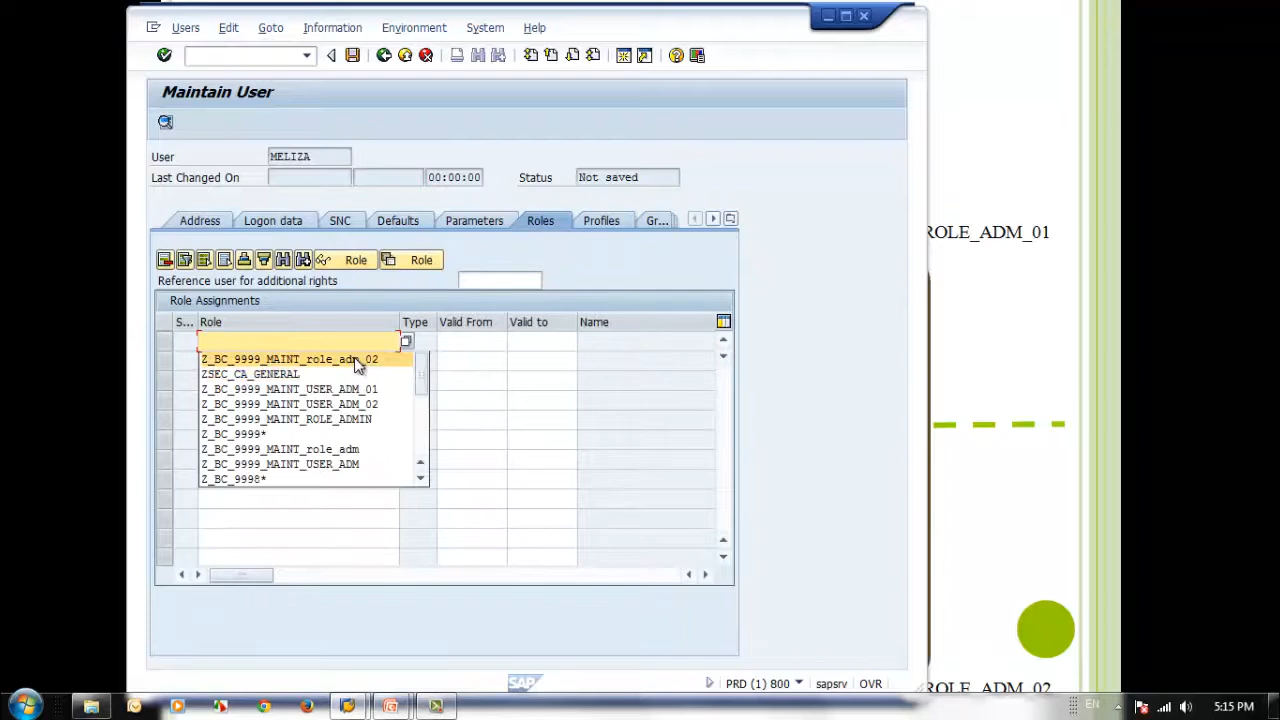 Users Edit Goto Information Environment System Help
Maintain User
User MELIZA
Last Changed On 00:00:00 Status Not saved
Address Logon data SNC Defaults Parameters Roles Profiles Gr...
Role Role
ROLE_ADM_01
Reference user for additional rights
Role Assignments
S... Role Type Valid From Valid to Name
Z_BC_9999_MAINT_role_adm_02
ZSEC_CA_GENERAL
Z_BC_9999_MAINT_USER_ADM_01
Z_BC_9999_MAINT_USER_ADM_02
Z_BC_9999_MAINT_ROLE_ADMIN
Z_BC_9999*
Z_BC_9999_MAINT_role_adm
Z_BC_9999_MAINT_USER_ADM
Z_BC_9998*
SAP PRD (1) 800 sapsrv OVR
ROLE_ADM_02
EN 5:15 PM